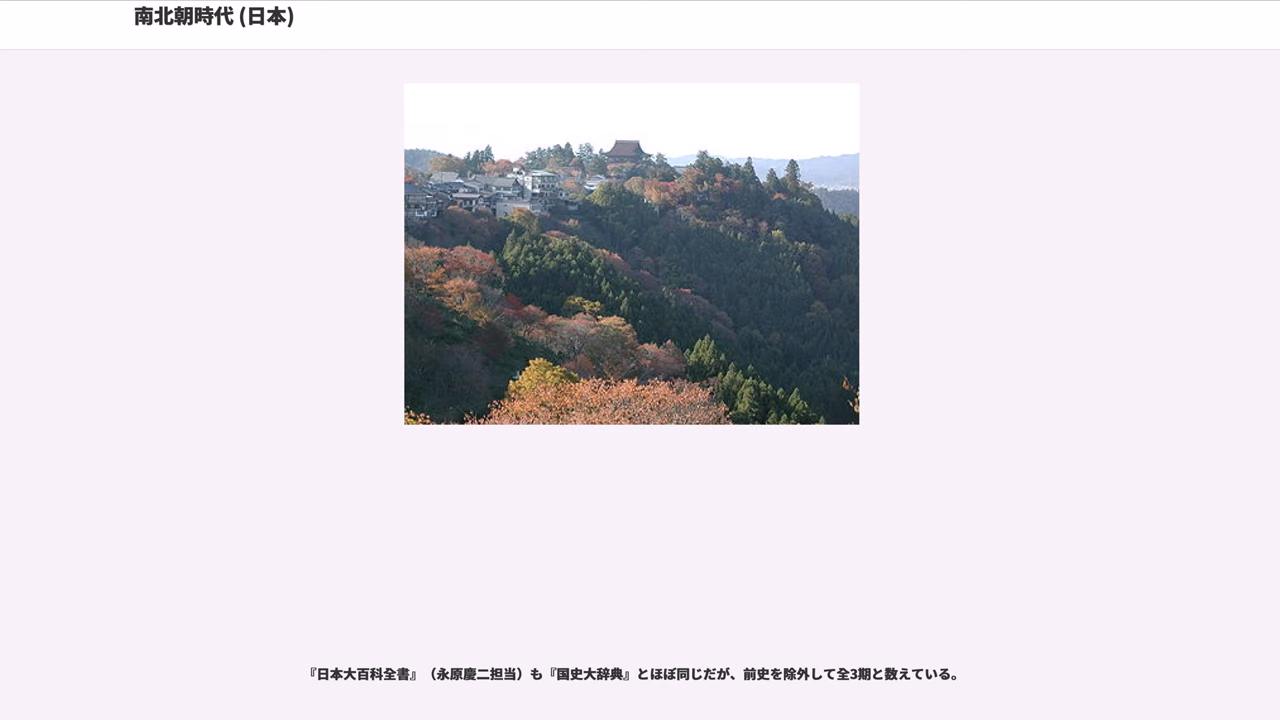 南北朝時代 (日本)
『日本大百科全書』（永原慶二担当）も『国史大辞典』とほぼ同じだが、前史を除外して全3期と数えている。